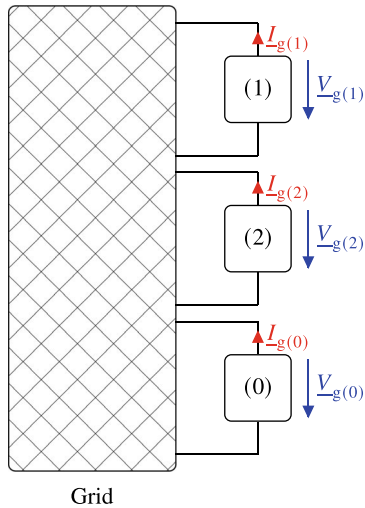 I_g(1)
(1)
V_g(1)
I_g(2)
(2)
V_g(2)
I_g(0)
(0)
V_g(0)
Grid